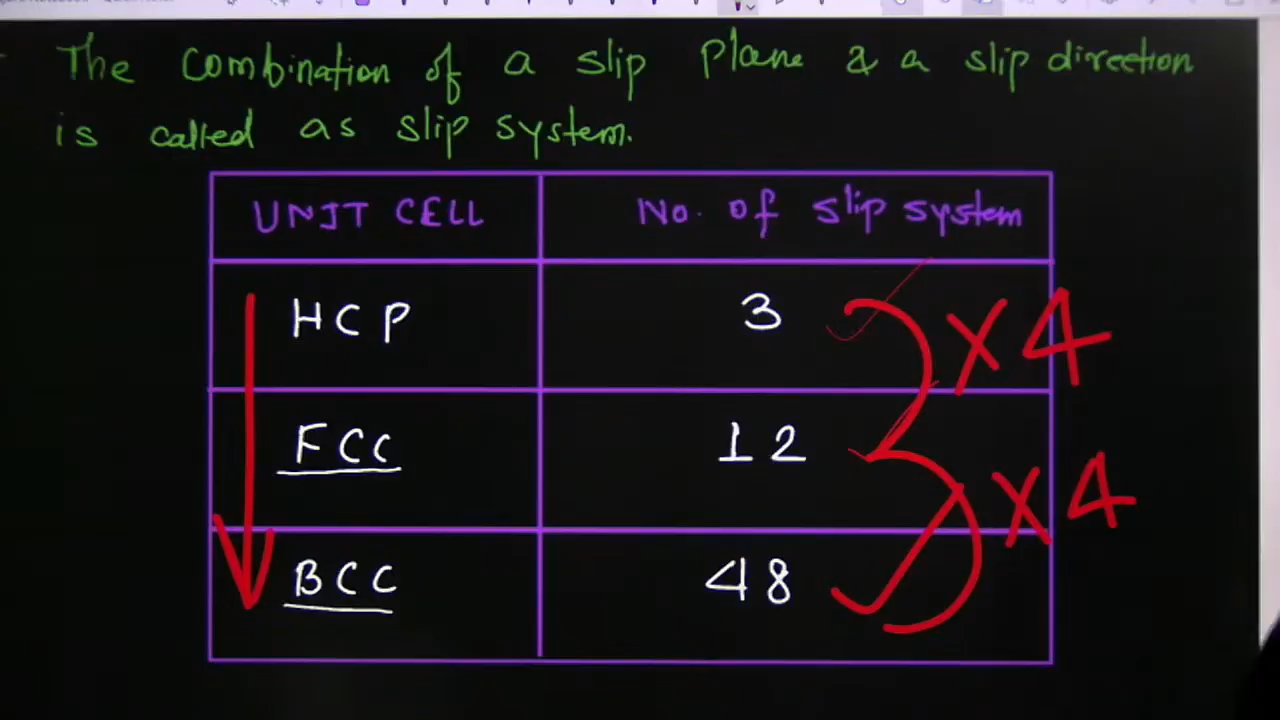 The combination of a slip plane & a slip direction
is called as slip system.
UNIT CELL No. of slip system
HCP 3
×4
FCC 12
×4
BCC 48